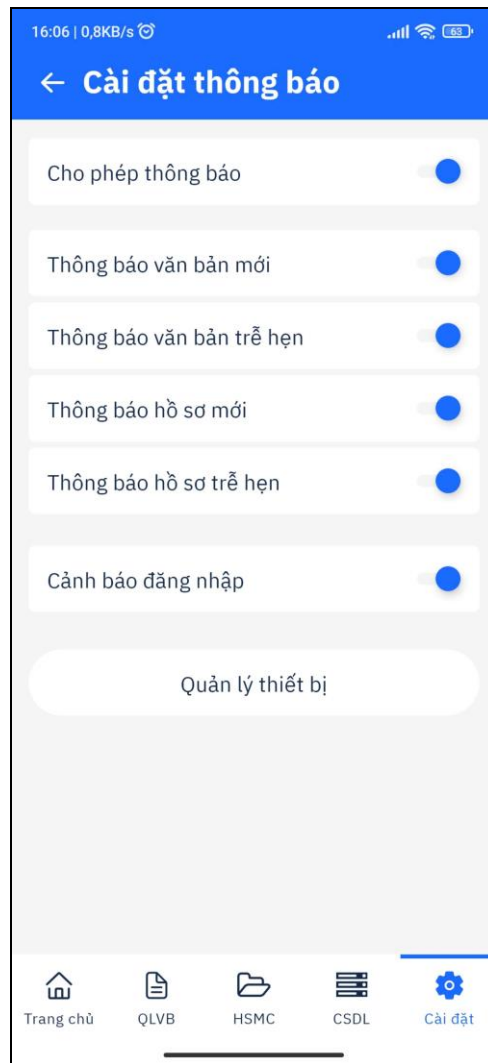 16:06 | 0,8KB/s
63
Cài đặt thông báo
Cho phép thông báo
Thông báo văn bản mới
Thông báo văn bản trễ hẹn
Thông báo hồ sơ mới
Thông báo hồ sơ trễ hẹn
Cảnh báo đăng nhập
Quản lý thiết bị
Trang chủ QLVB HSMC CSDL Cài đặt